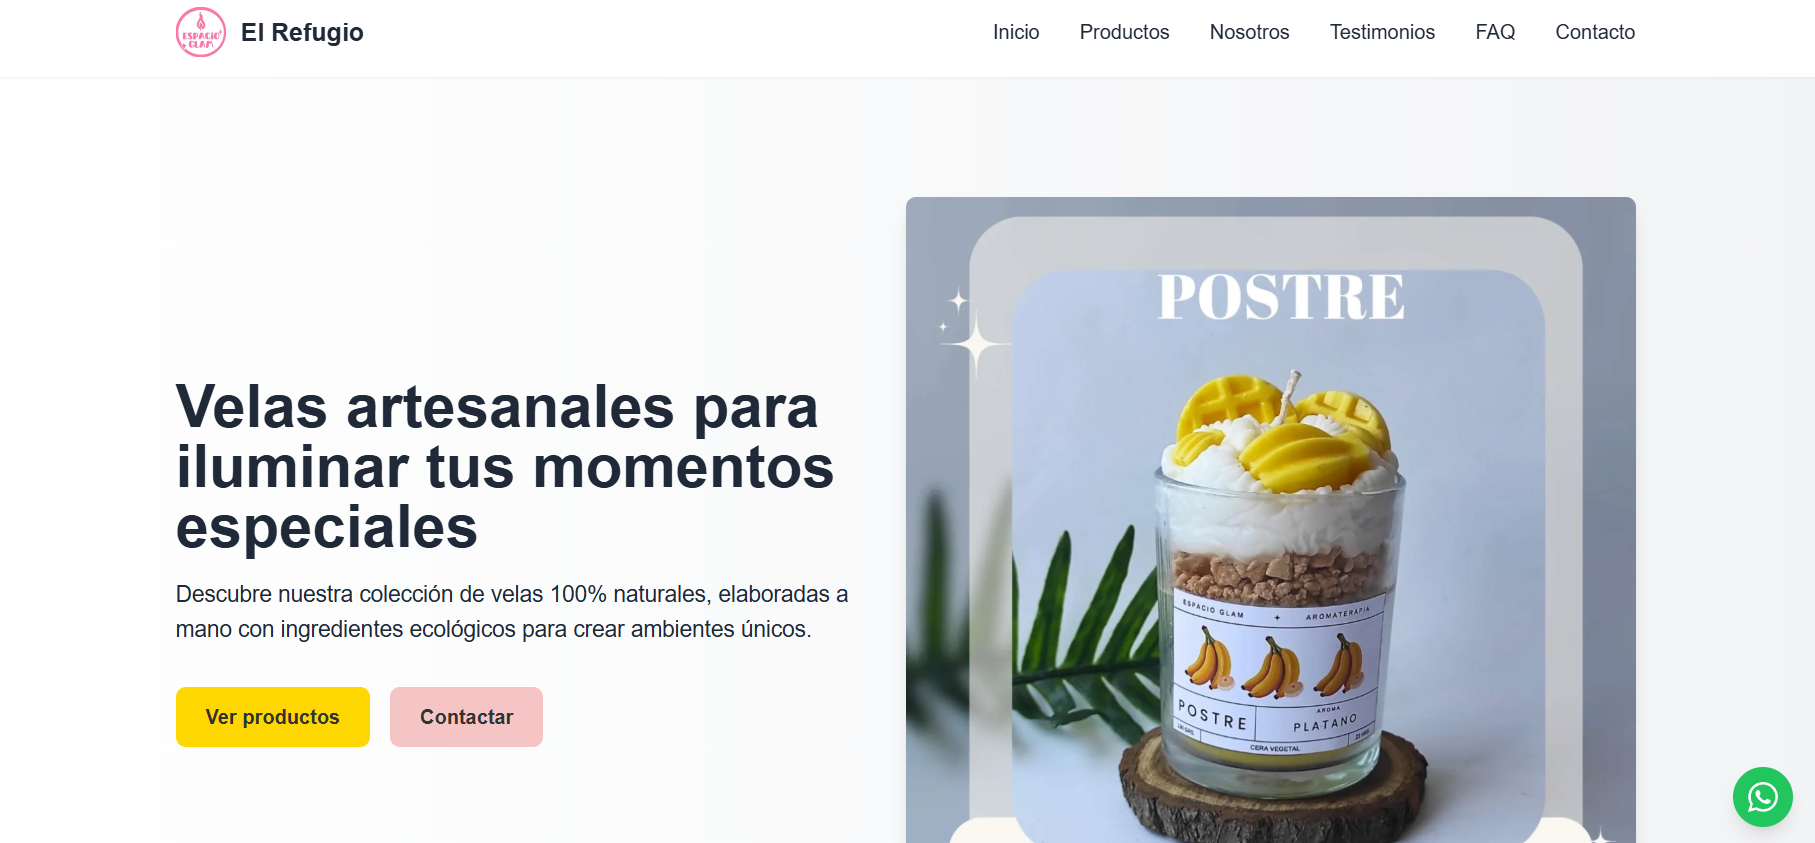 ESPACIO
GLAM
El Refugio
Inicio
Productos
Nosotros
Testimonios
FAQ
Contacto
Velas artesanales para
iluminar tus momentos
especiales
Descubre nuestra colección de velas 100% naturales, elaboradas a
mano con ingredientes ecológicos para crear ambientes únicos.
Ver productos
Contactar
POSTRE
ESPACIO GLAM
AROMATERAPIA
POSTRE
AROMA
PLATANO
CERA VEGETAL